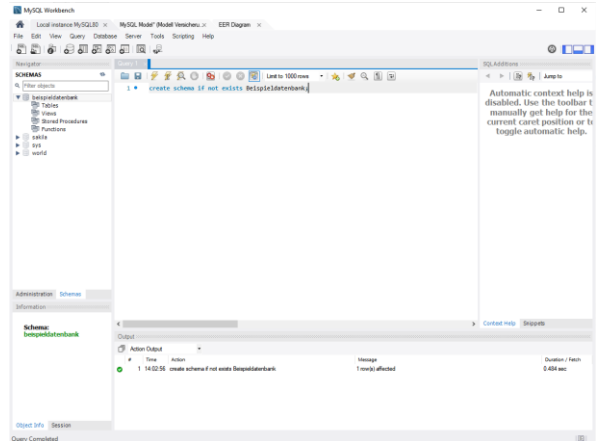 MySQL Workbench
Local instance MySQL80 × MySQL Model* (Modell Versicheru... × EER Diagram ×
File Edit View Query Database Server Tools Scripting Help
Navigator
Query 1
SQL Additions
SCHEMAS
Limit to 1000 rows
Jump to
Filter objects
1 create schema if not exists Beispieldatenbank;
beispieldatenbank
Tables
Views
Stored Procedures
Functions
sakila
sys
world
Automatic context help is
disabled. Use the toolbar t
manually get help for the
current caret position or to
toggle automatic help.
Administration Schemas
Information
Schema:
beispieldatenbank
Context Help Snippets
Output
Action Output
# Time Action Message Duration / Fetch
1 14:02:56 create schema if not exists Beispieldatenbank 1 row(s) affected 0.484 sec
Object Info Session
Query Completed